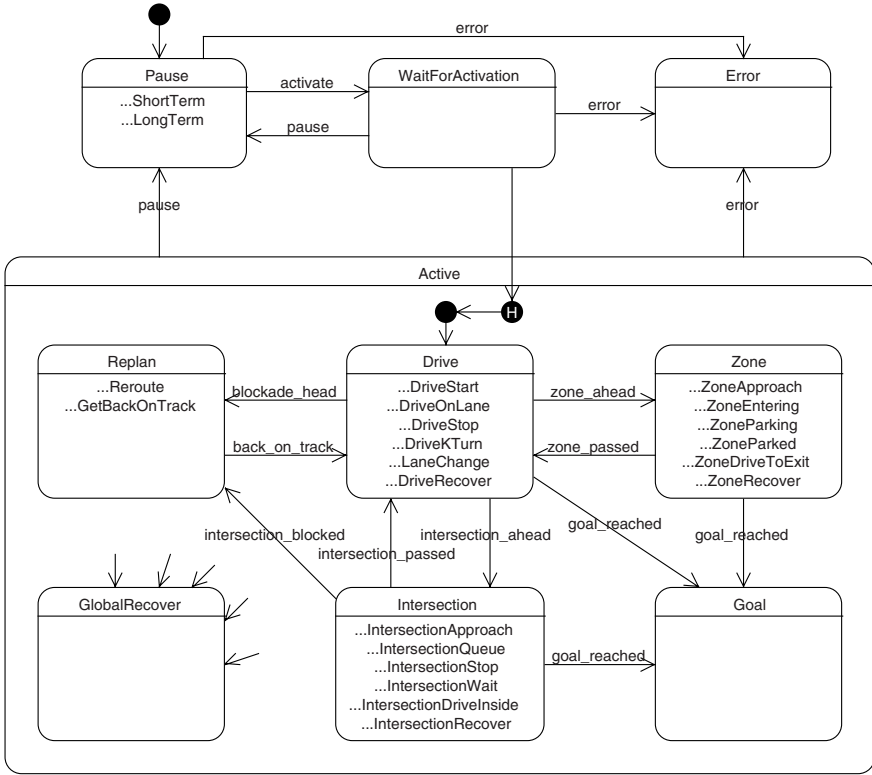 error
Pause
WaitForActivation
Error
...ShortTerm
...LongTerm
activate
error
pause
pause
error
Active
H
Replan
Drive
Zone
...Reroute
...GetBackOnTrack
blockade_head
...DriveStart
...DriveOnLane
...DriveStop
...DriveKTurn
...LaneChange
...DriveRecover
zone_ahead
...ZoneApproach
...ZoneEntering
...ZoneParking
...ZoneParked
...ZoneDriveToExit
...ZoneRecover
back_on_track
zone_passed
intersection_blocked
intersection_passed
intersection_ahead
goal_reached
goal_reached
GlobalRecover
Intersection
Goal
...IntersectionApproach
...IntersectionQueue
...IntersectionStop
...IntersectionWait
...IntersectionDriveInside
...IntersectionRecover
goal_reached